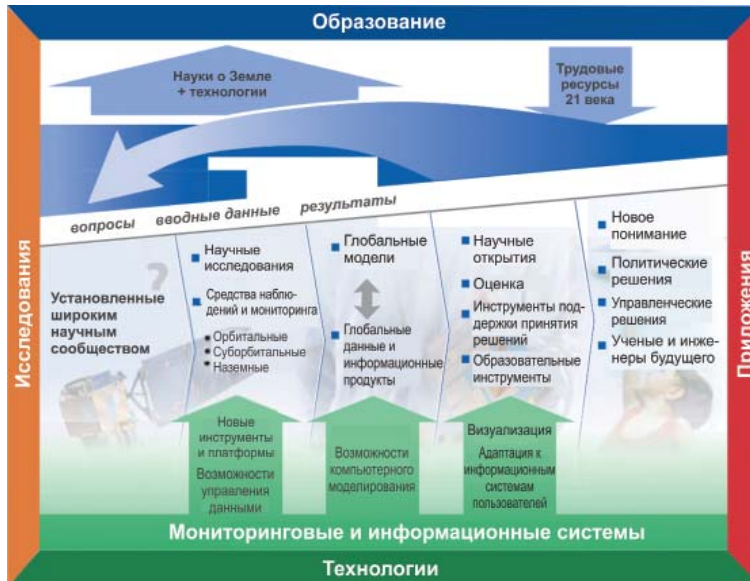 Образование
Науки о Земле
+ технологии
Трудовые
ресурсы
21 века
Исследования
вопросы
вводные данные
результаты
Установленные
широким
научным
сообществом
?
Научные
исследования
Средства наблю-
дений и мониторинга
Орбитальные
Суборбитальные
Наземные
Глобальные
модели
Глобальные
данные и
информационные
продукты
Научные
открытия
Оценка
Инструменты под-
держки принятия
решений
Образовательные
инструменты
Новое
понимание
Политические
решения
Управленческие
решения
Ученые и инже-
неры будущего
Приложения
Новые
инструменты
и платформы
Возможности
управления
данными
Возможности
компьютерного
моделирования
Визуализация
Адаптация к
информационным
системам
пользователей
Мониторинговые и информационные системы
Технологии